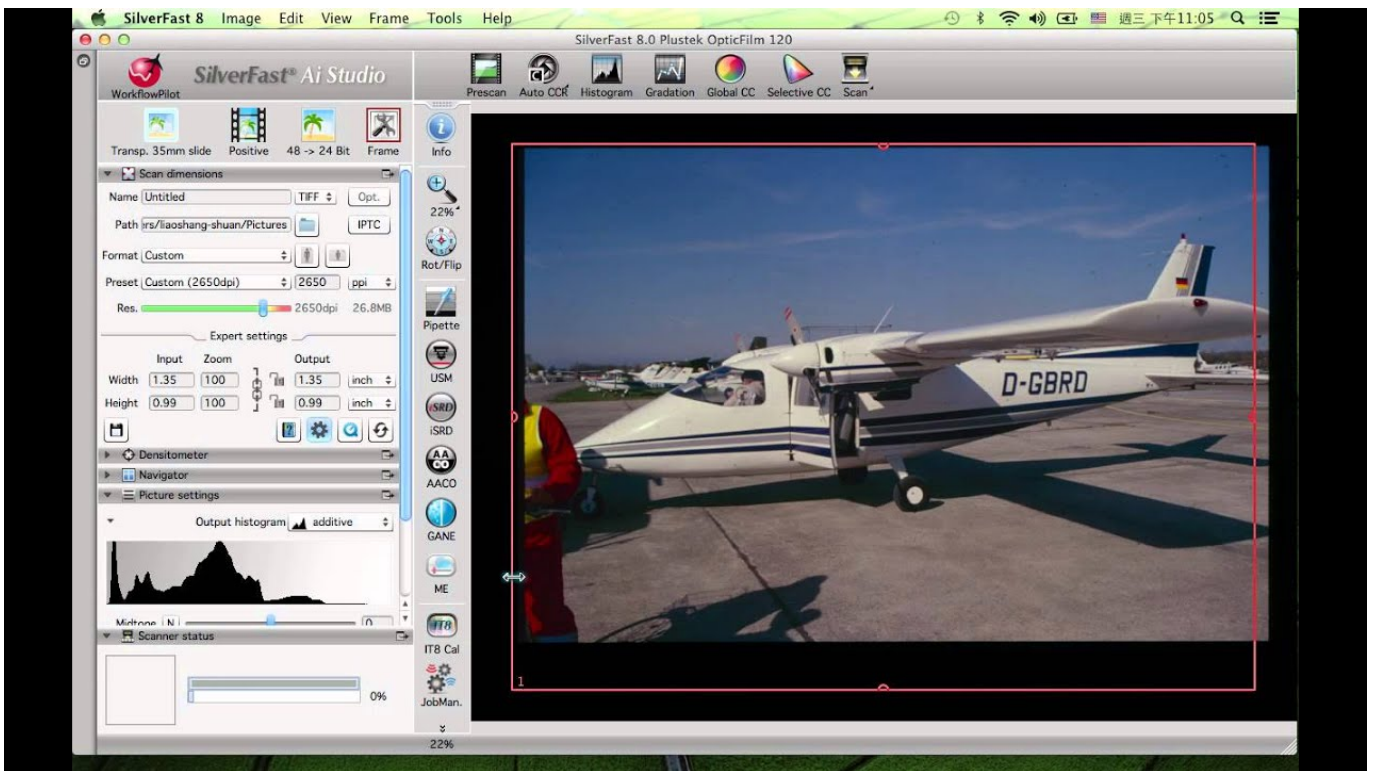 SilverFast 8 Image Edit View Frame Tools Help 週三 下午11:05
SilverFast 8.0 Plustek OpticFilm 120
WorkflowPilot SilverFast® Ai Studio
Prescan Auto CCR Histogram Gradation Global CC Selective CC Scan
Transp. 35mm slide Positive 48 -> 24 Bit Frame
Info
Scan dimensions
Name Untitled TIFF Opt.
Path rs/liaoshang-shuan/Pictures IPTC
22%
Format Custom
Rot/Flip
Preset Custom (2650dpi) 2650 ppi
Res. 2650dpi 26.8MB
Pipette
Expert settings
Input Zoom Output
Width 1.35 100 1.35 inch
USM
Height 0.99 100 0.99 inch
iSRD
iSRD
Densitometer
AACO
Navigator
AACO
Picture settings
Output histogram additive
GANE
ME
Midtone N 0
IT8
Scanner status
IT8 Cal
0%
JobMan.
22%
D-GBRD
1